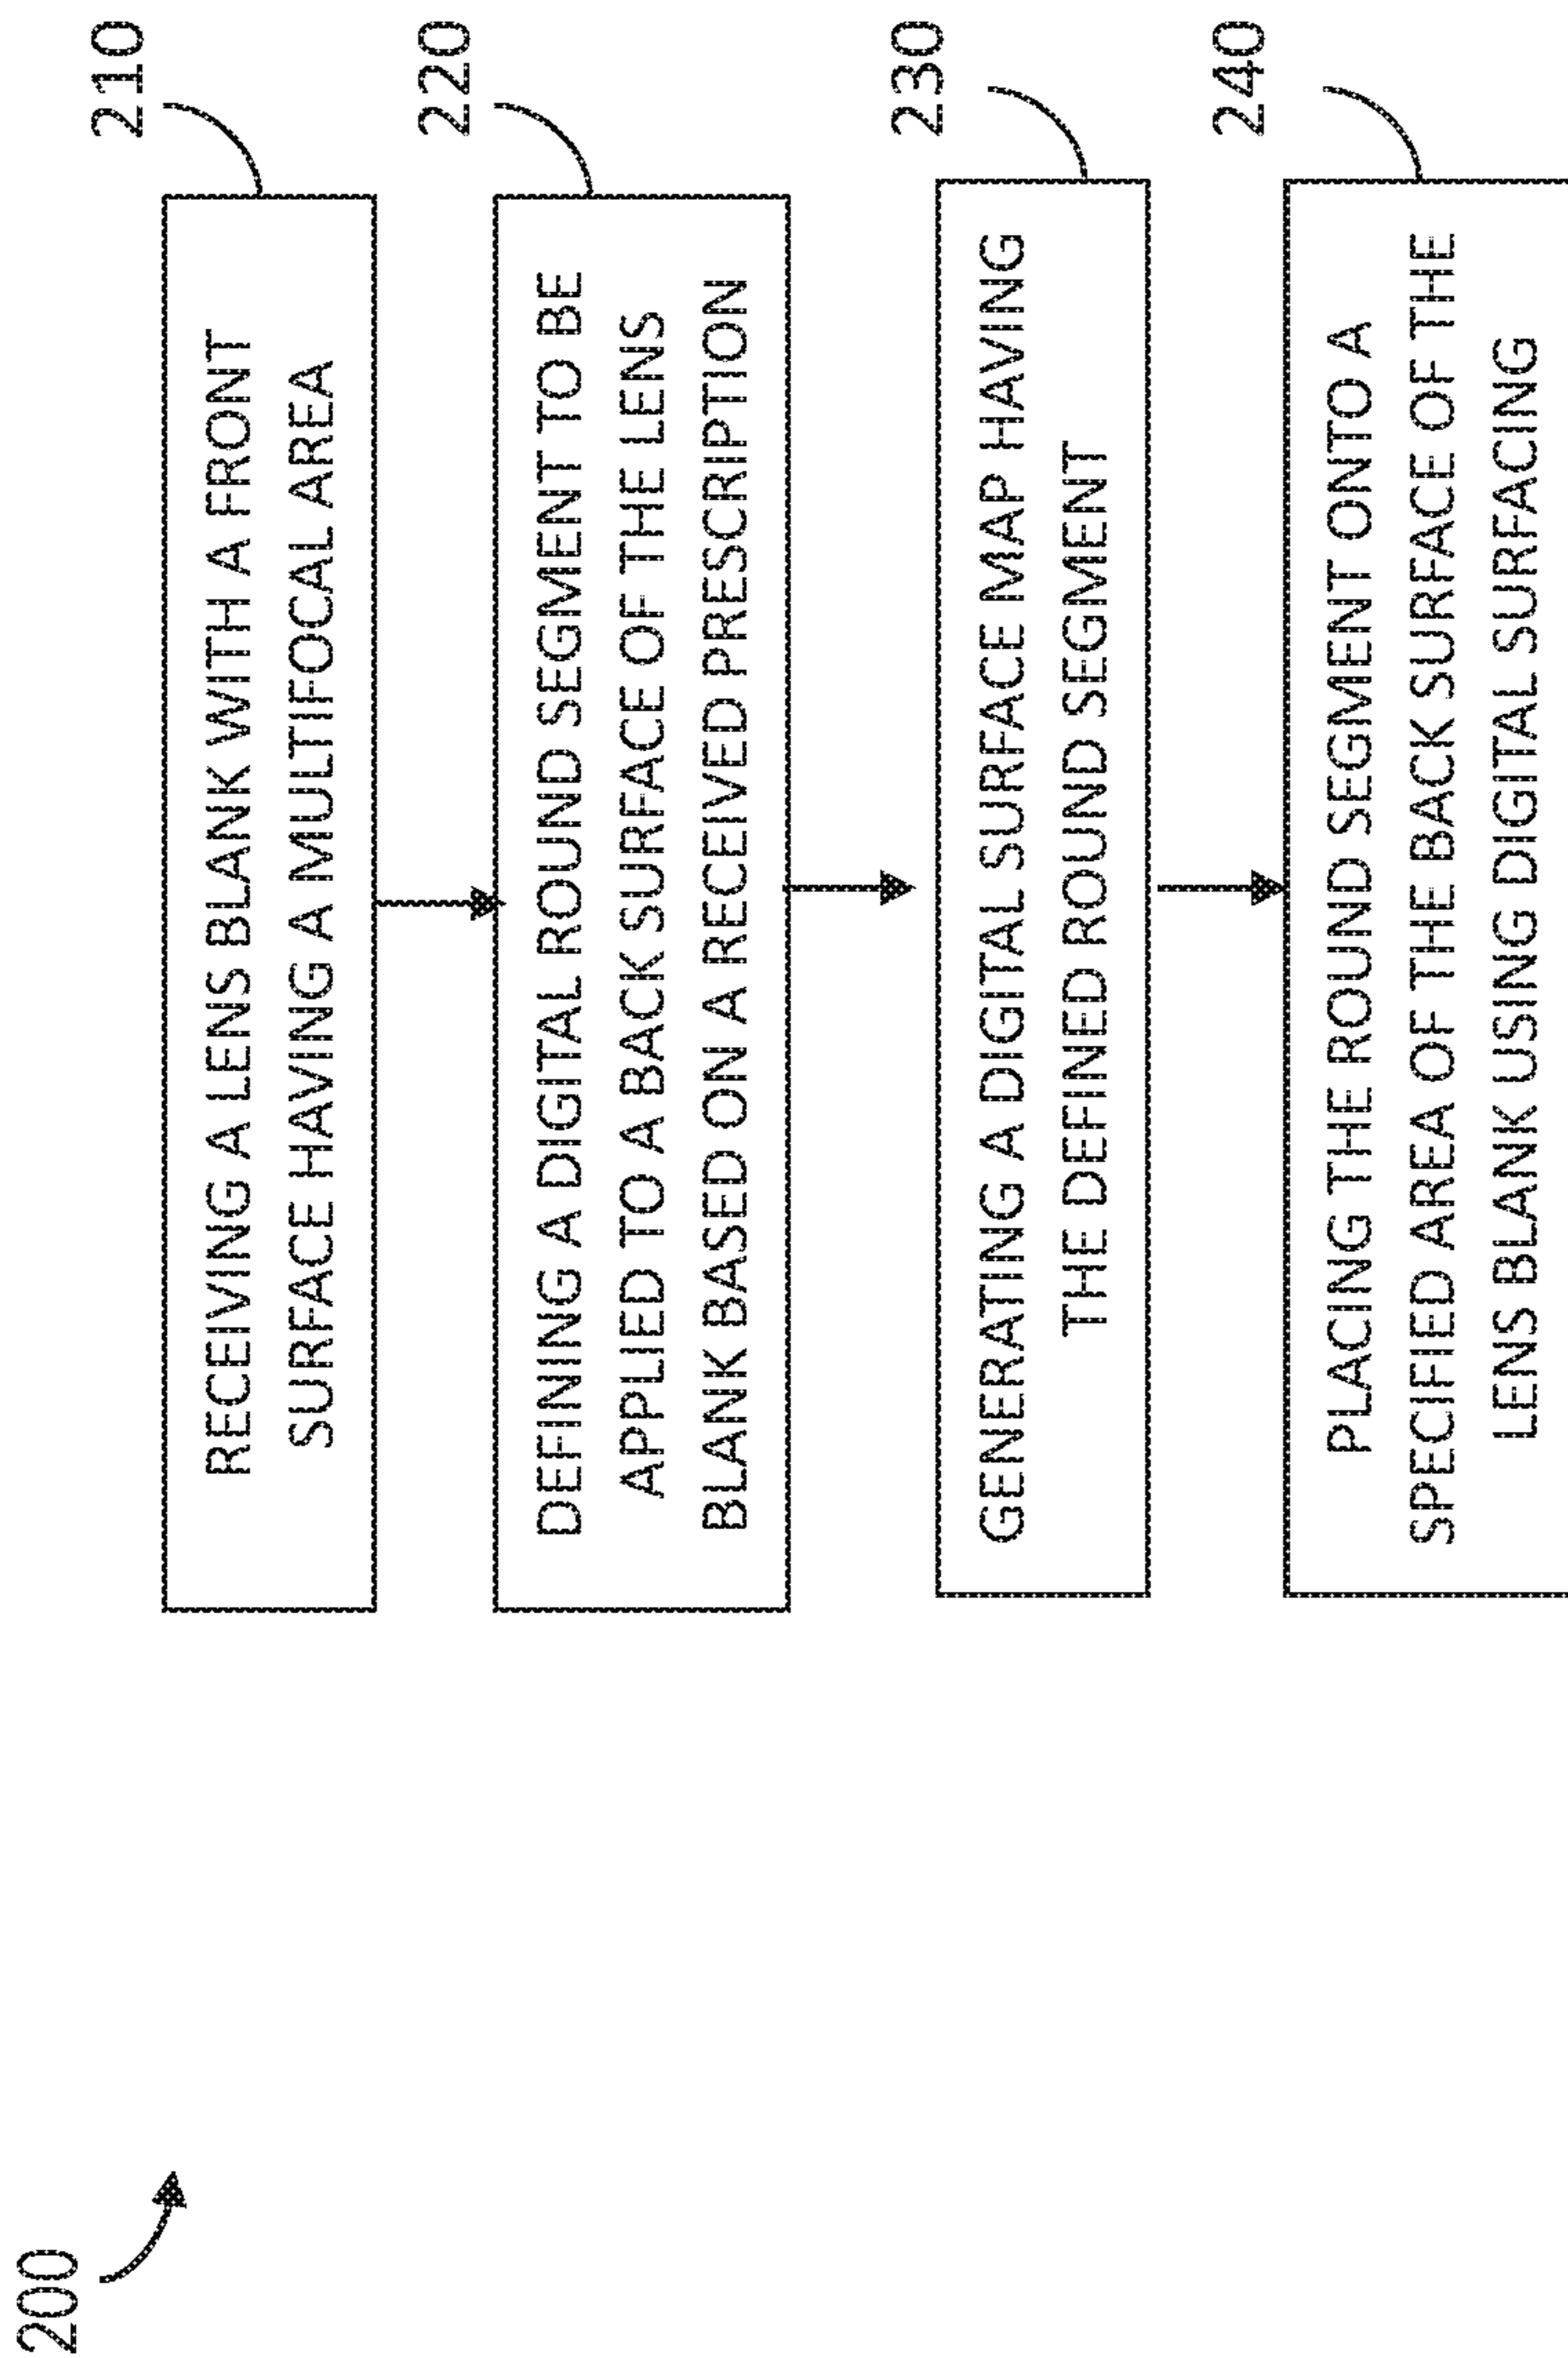 200
210
RECEIVING A LENS BLANK WITH A FRONT
SURFACE HAVING A MULTIFOCAL AREA
220
DEFINING A DIGITAL ROUND SEGMENT TO BE
APPLIED TO A BACK SURFACE OF THE LENS
BLANK BASED ON A RECEIVED PRESCRIPTION
230
GENERATING A DIGITAL SURFACE MAP HAVING
THE DEFINED ROUND SEGMENT
240
PLACING THE ROUND SEGMENT ONTO A
SPECIFIED AREA OF THE BACK SURFACE OF THE
LENS BLANK USING DIGITAL SURFACING